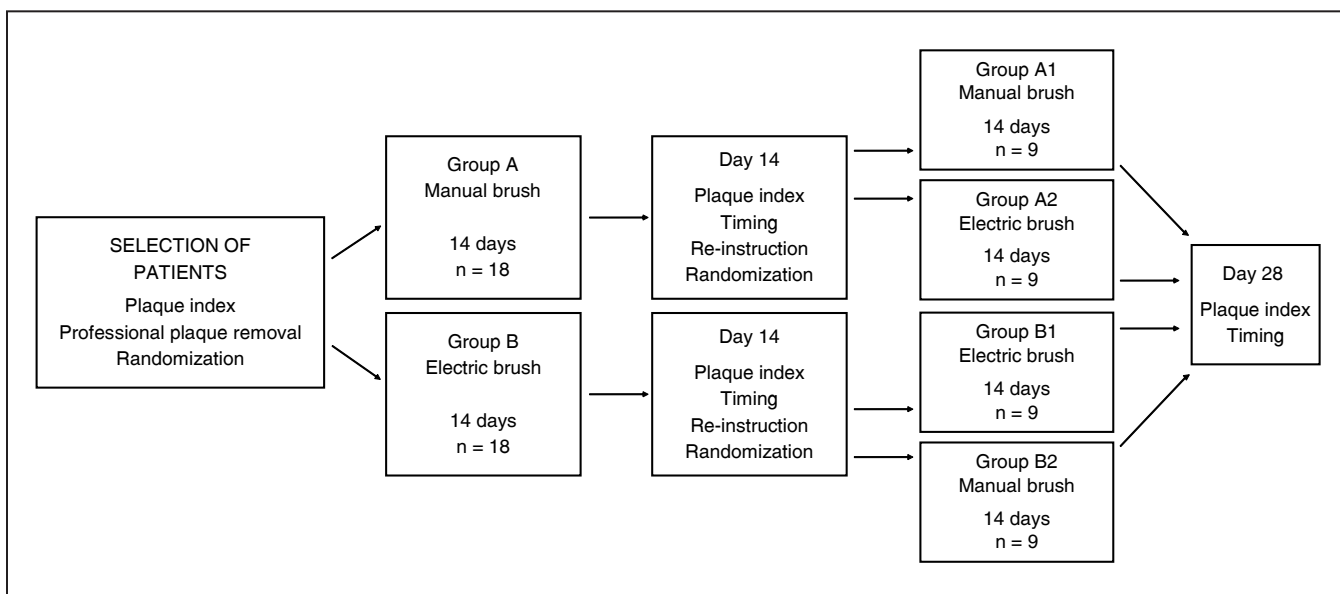 SELECTION OF
PATIENTS
Plaque index
Professional plaque removal
Randomization
Group A
Manual brush
14 days
n = 18
Group B
Electric brush
14 days
n = 18
Day 14
Plaque index
Timing
Re-instruction
Randomization
Day 14
Plaque index
Timing
Re-instruction
Randomization
Group A1
Manual brush
14 days
n = 9
Group A2
Electric brush
14 days
n = 9
Group B1
Electric brush
14 days
n = 9
Group B2
Manual brush
14 days
n = 9
Day 28
Plaque index
Timing